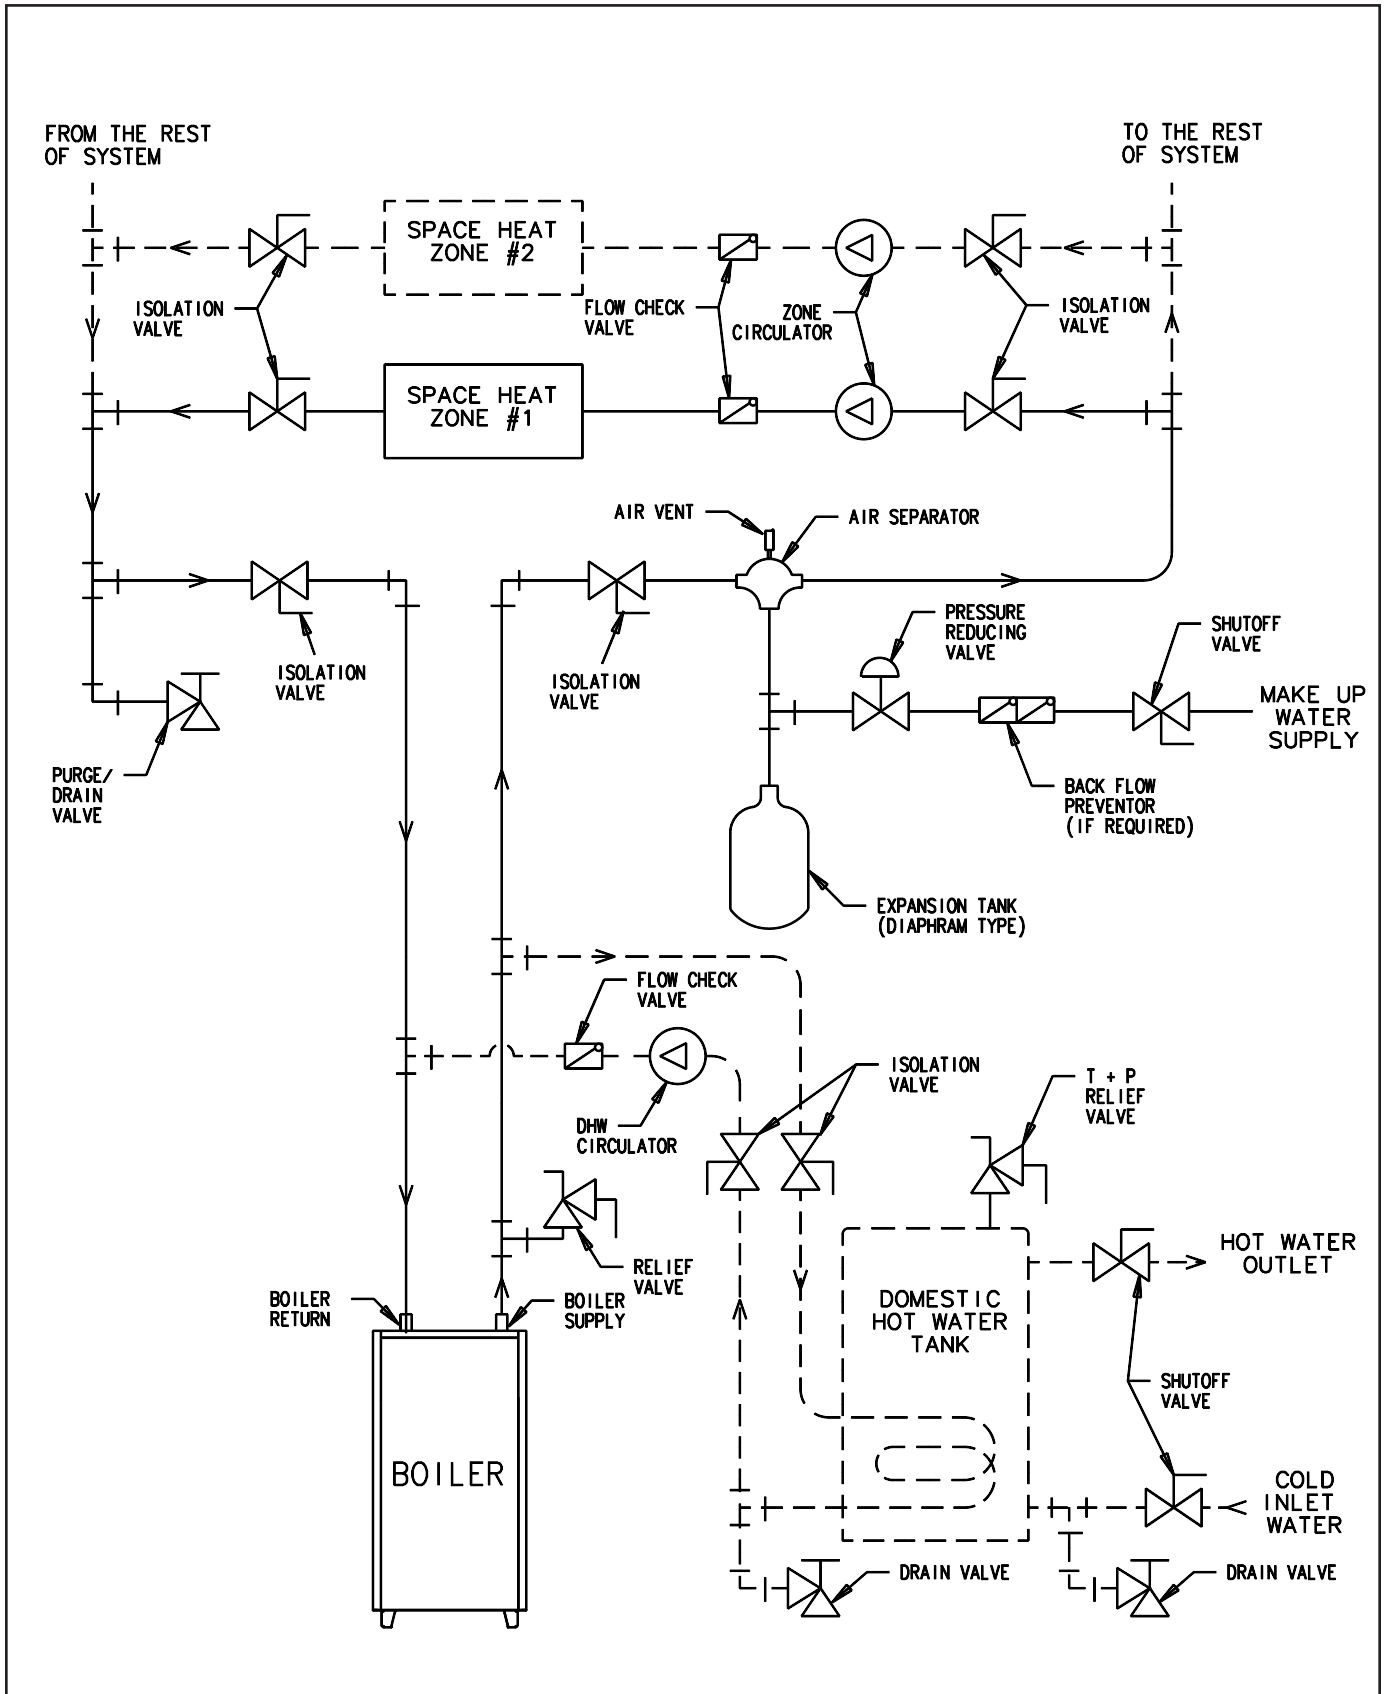 FROM THE REST
OF SYSTEM
TO THE REST
OF SYSTEM
SPACE HEAT
ZONE #2
ISOLATION
VALVE
FLOW CHECK
VALVE
ZONE
CIRCULATOR
ISOLATION
VALVE
SPACE HEAT
ZONE #1
AIR VENT
AIR SEPARATOR
ISOLATION
VALVE
ISOLATION
VALVE
PRESSURE
REDUCING
VALVE
SHUTOFF
VALVE
MAKE UP
WATER
SUPPLY
PURGE/
DRAIN
VALVE
BACK FLOW
PREVENTOR
(IF REQUIRED)
EXPANSION TANK
(DIAPHRAM TYPE)
FLOW CHECK
VALVE
ISOLATION
VALVE
T + P
RELIEF
VALVE
DHW
CIRCULATOR
RELIEF
VALVE
HOT WATER
OUTLET
BOILER
RETURN
BOILER
SUPPLY
DOMESTIC
HOT WATER
TANK
SHUTOFF
VALVE
BOILER
COLD
INLET
WATER
DRAIN VALVE
DRAIN VALVE